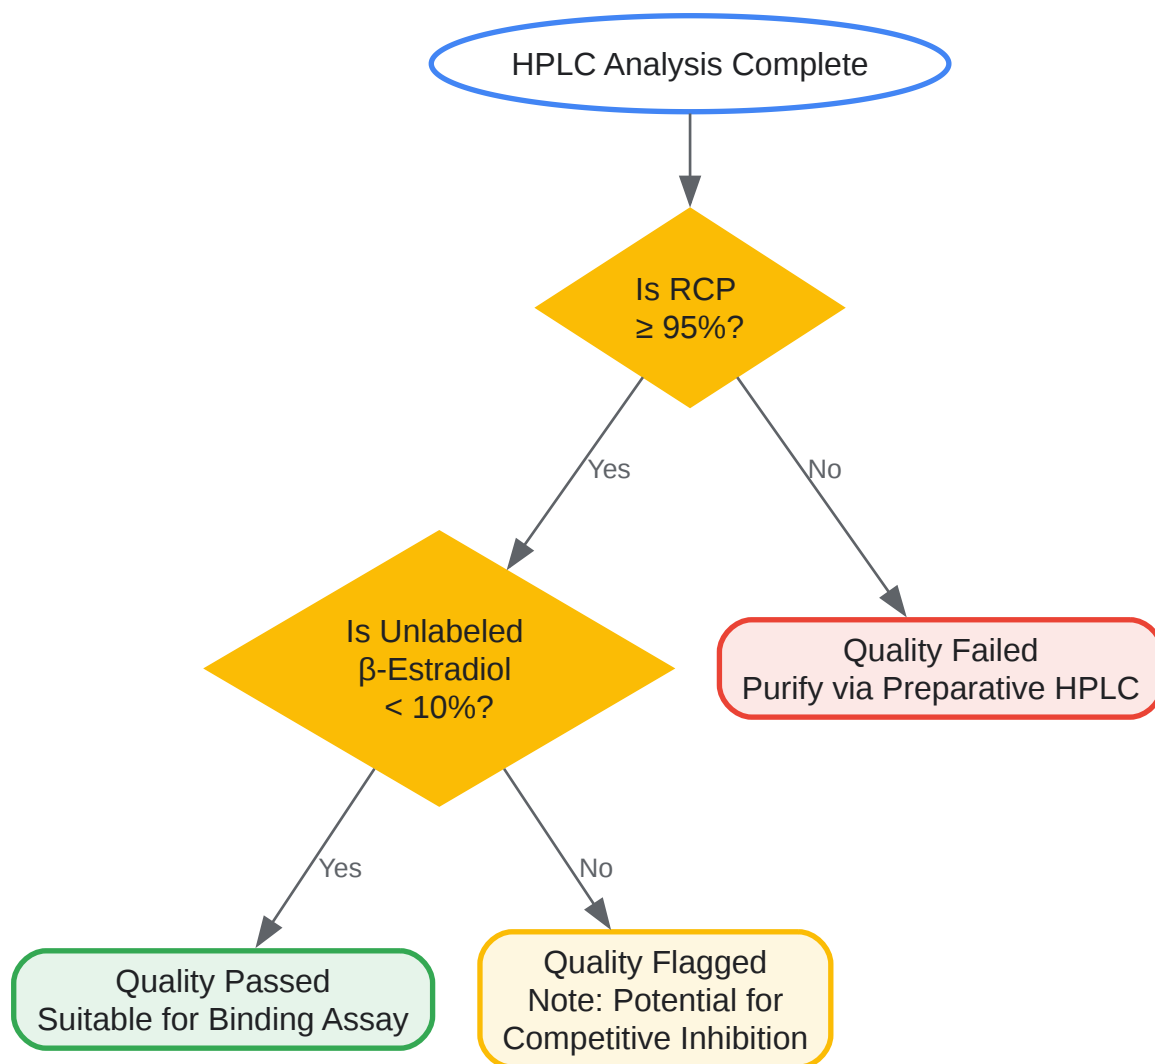 HPLC Analysis Complete
Is RCP
≥ 95%?
Yes
No
Is Unlabeled
β-Estradiol
< 10%?
Quality Failed
Purify via Preparative HPLC
Yes
No
Quality Passed
Suitable for Binding Assay
Quality Flagged
Note: Potential for
Competitive Inhibition